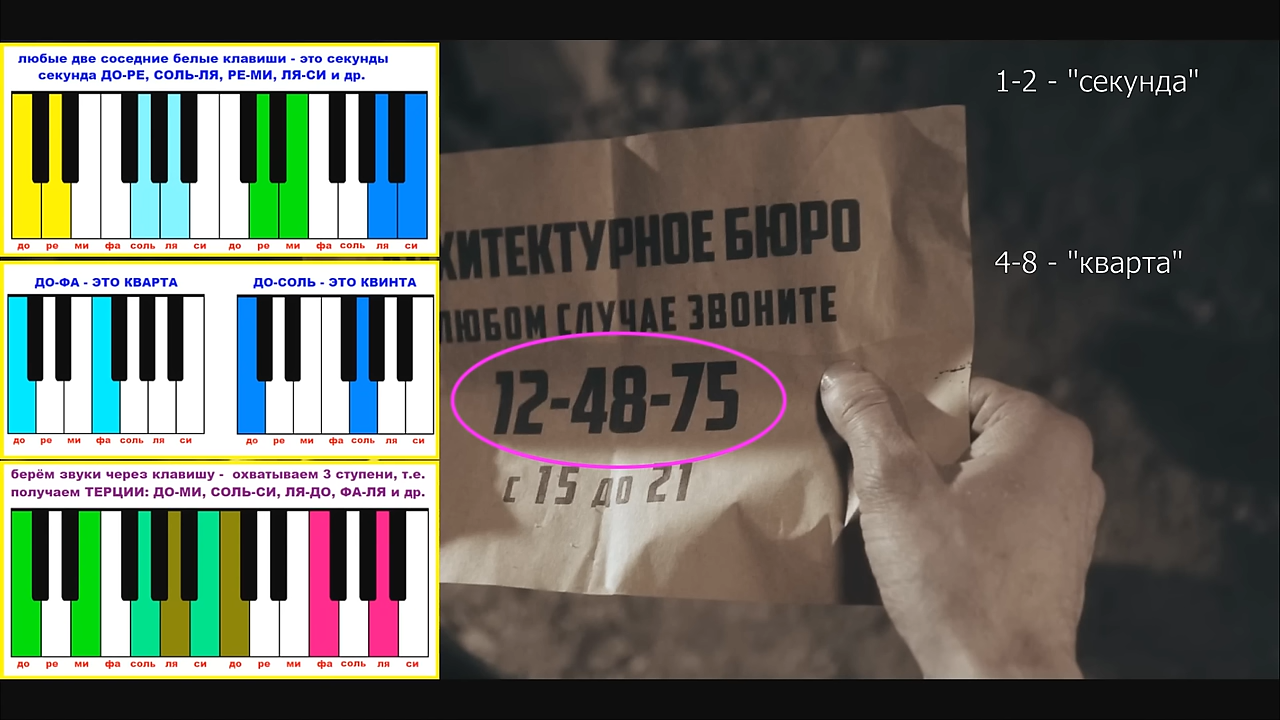 любые две соседние белые клавиши - это секунды
секунда ДО-РЕ, СОЛЬ-ЛЯ, РЕ-МИ, ЛЯ-СИ и др.
до ре ми фа соль ля си до ре ми фа соль ля си
ДО-ФА - ЭТО КВАРТА
до ре ми фа соль ля си
ДО-СОЛЬ - ЭТО КВИНТА
до ре ми фа соль ля си
берём звуки через клавишу - охватываем 3 ступени, т.е.
получаем ТЕРЦИИ: ДО-МИ, СОЛЬ-СИ, ЛЯ-ДО, ФА-ЛЯ и др.
до ре ми фа соль ля си до ре ми фа соль ля си
ХИТЕКТУРНОЕ БЮРО
ЛЮБОМ СЛУЧАЕ ЗВОНИТЕ
12-48-75
с 15 до 21
1-2 - "секунда"
4-8 - "кварта"